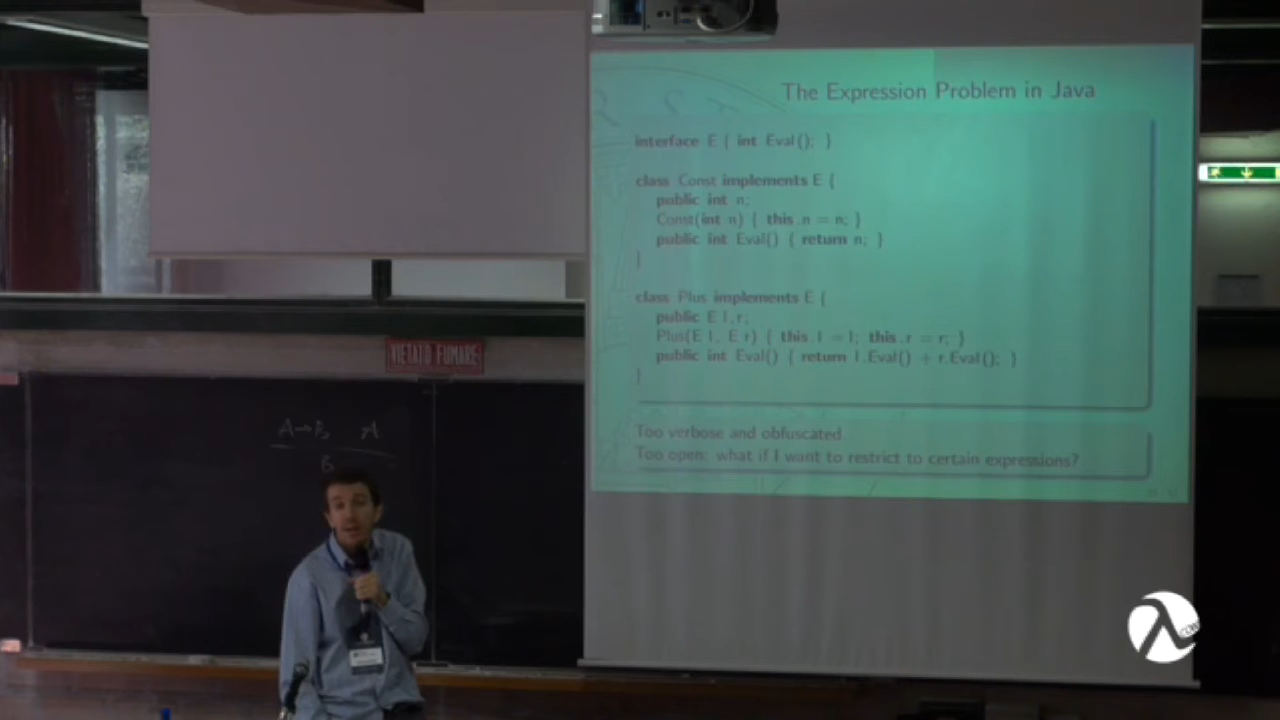 The Expression Problem in Java
interface E { int Eval(); }
class Const implements E {
public int n;
Const(int n) { this.n = n; }
public int Eval() { return n; }
}
class Plus implements E {
public E l,r;
Plus(E l, E r) { this.l = l; this.r = r; }
public int Eval() { return l.Eval() + r.Eval(); }
}
Too verbose and obfuscated
Too open: what if I want to restrict to certain expressions?
VIETATO FUMARE
A→B A
B
λ